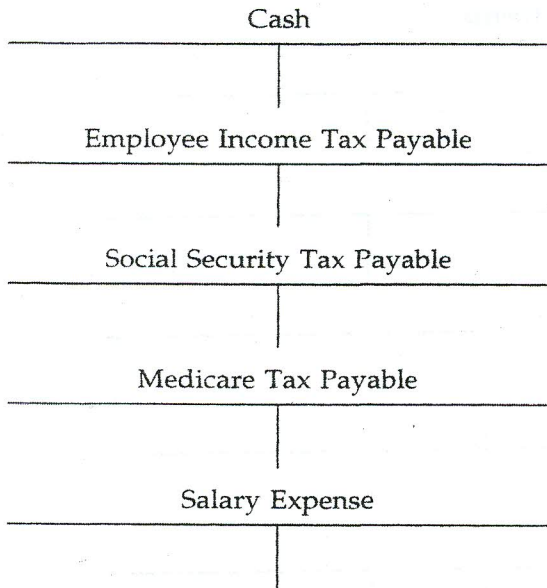 Cash
Employee Income Tax Payable
Social Security Tax Payable
Medicare Tax Payable
Salary Expense